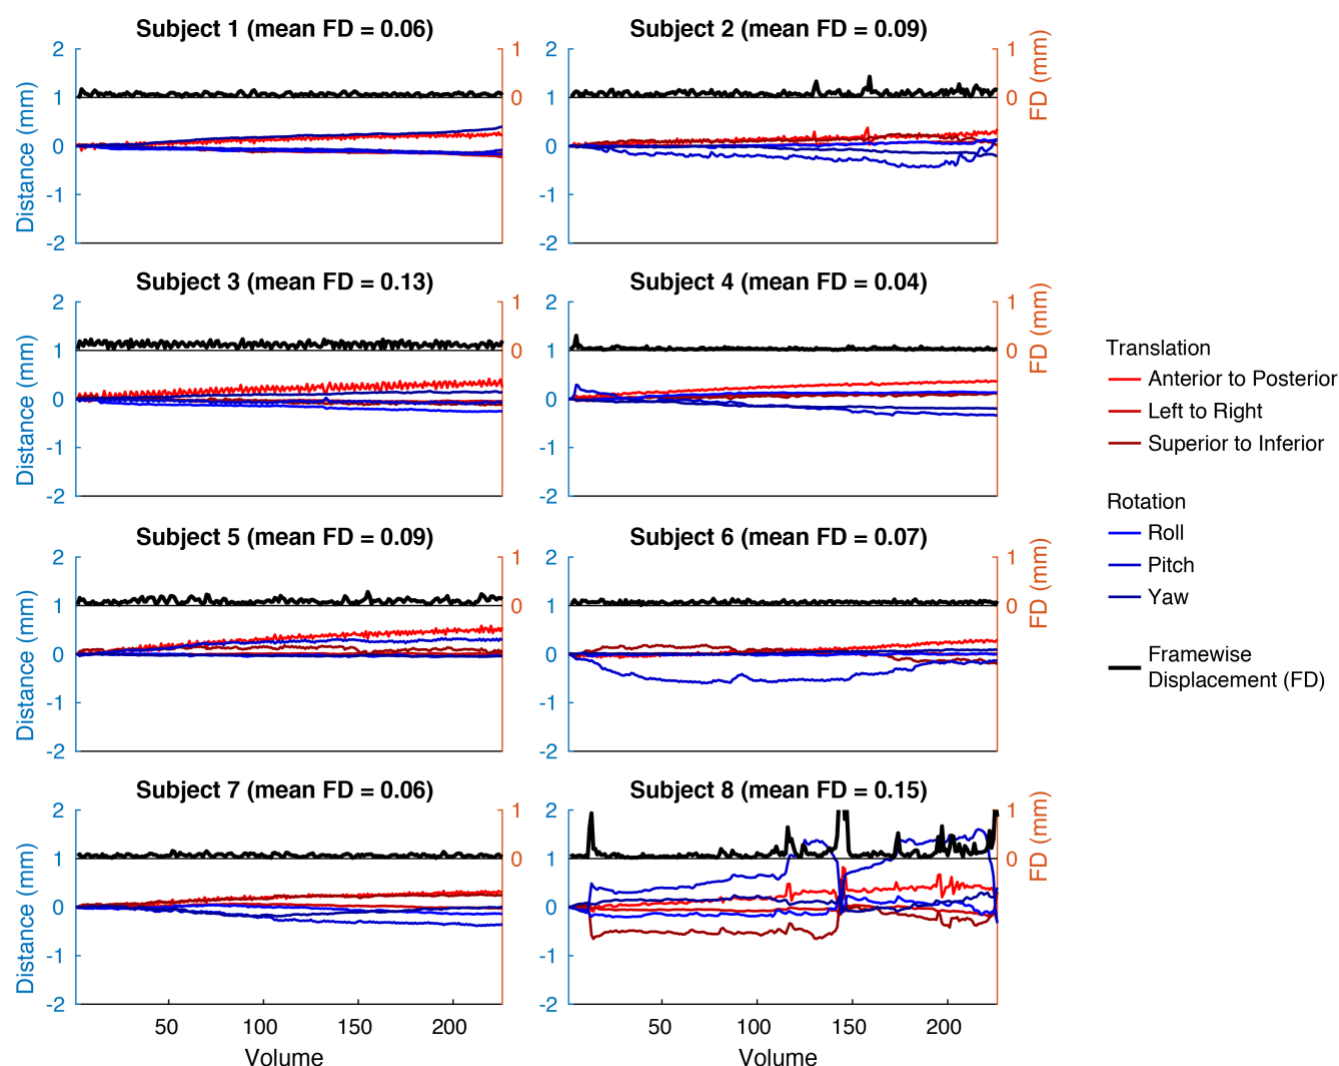 Subject 1 (mean FD = 0.06)
Subject 2 (mean FD = 0.09)
2
1
0
-1
-2
Distance (mm)
1
0
2
1
0
-1
-2
1
0
FD (mm)
Subject 3 (mean FD = 0.13)
Subject 4 (mean FD = 0.04)
2
1
0
-1
-2
Distance (mm)
1
0
2
1
0
-1
-2
1
0
FD (mm)
Subject 5 (mean FD = 0.09)
Subject 6 (mean FD = 0.07)
2
1
0
-1
-2
Distance (mm)
1
0
2
1
0
-1
-2
1
0
FD (mm)
Subject 7 (mean FD = 0.06)
Subject 8 (mean FD = 0.15)
2
1
0
-1
-2
Distance (mm)
1
0
2
1
0
-1
-2
1
0
FD (mm)
50 100 150 200
Volume
50 100 150 200
Volume
Translation
Anterior to Posterior
Left to Right
Superior to Inferior
Rotation
Roll
Pitch
Yaw
Framewise
Displacement (FD)